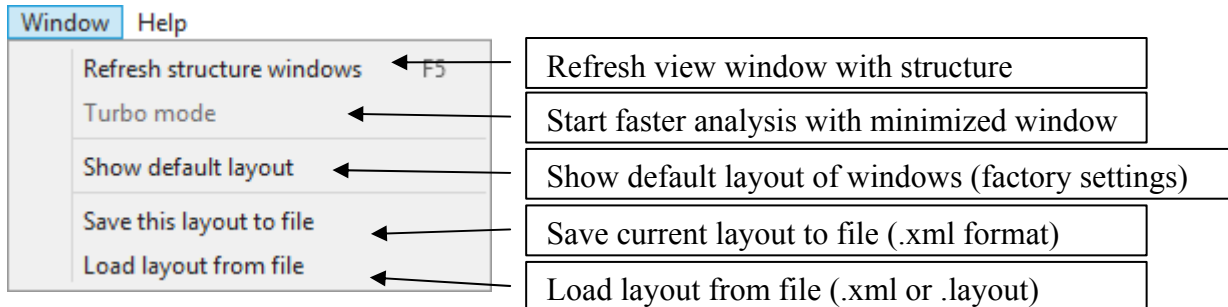 Window Help
Refresh structure windows F5
Refresh view window with structure
Turbo mode
Start faster analysis with minimized window
Show default layout
Show default layout of windows (factory settings)
Save this layout to file
Save current layout to file (.xml format)
Load layout from file
Load layout from file (.xml or .layout)